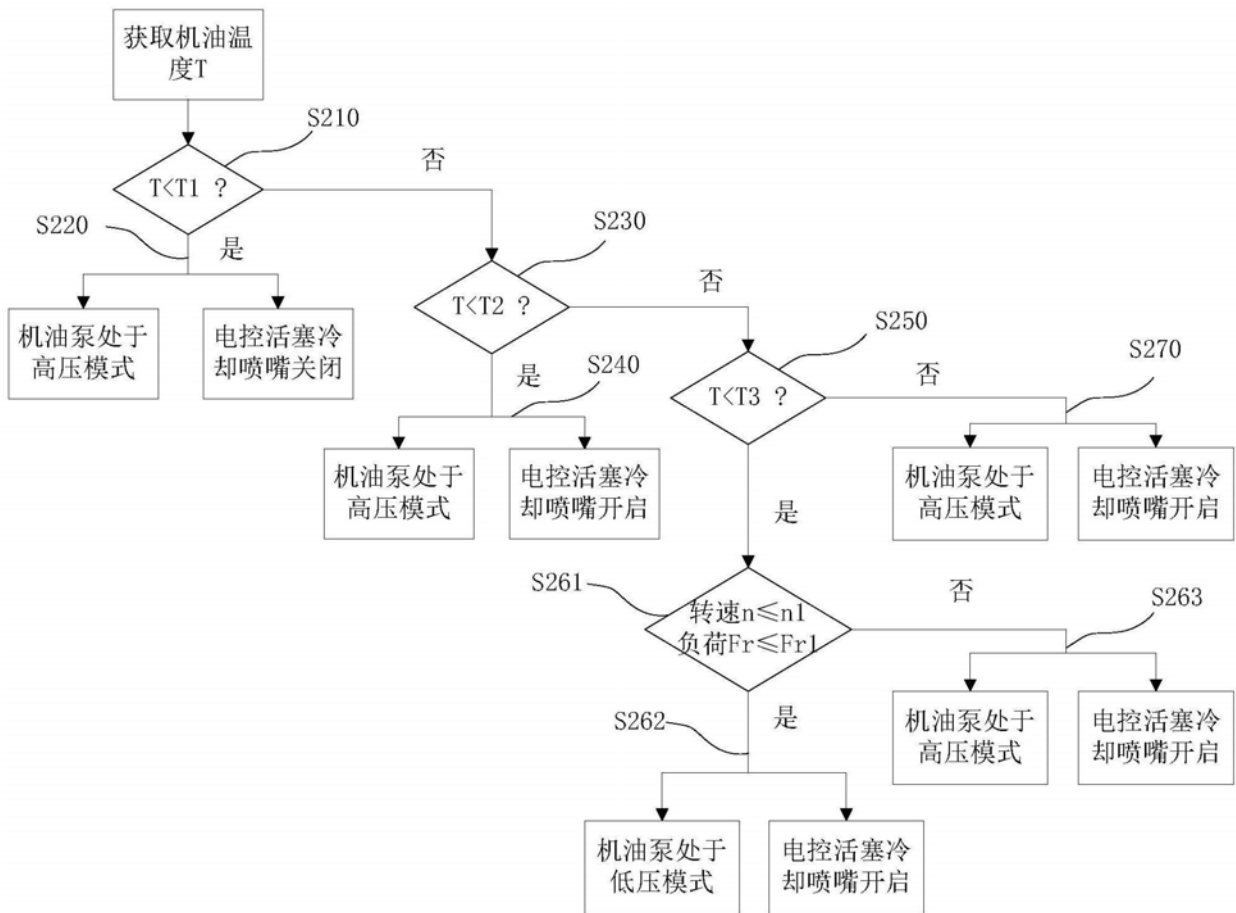 获取机油温
度T
S210
T<T1 ?
否
S220
是
机油泵处于
高压模式
电控活塞冷
却喷嘴关闭
S230
T<T2 ?
否
是
S240
机油泵处于
高压模式
电控活塞冷
却喷嘴开启
S250
T<T3 ?
否
S270
机油泵处于
高压模式
电控活塞冷
却喷嘴开启
是
S261
转速n≤n1
负荷Fr≤Fr1
否
S263
机油泵处于
高压模式
电控活塞冷
却喷嘴开启
S262
是
机油泵处于
低压模式
电控活塞冷
却喷嘴开启